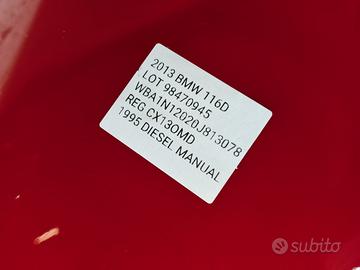 2013 BMW 116D
LOT 98470945
WBA1N12020J813078
REG CX13OMD
1995 DIESEL MANUAL
subito